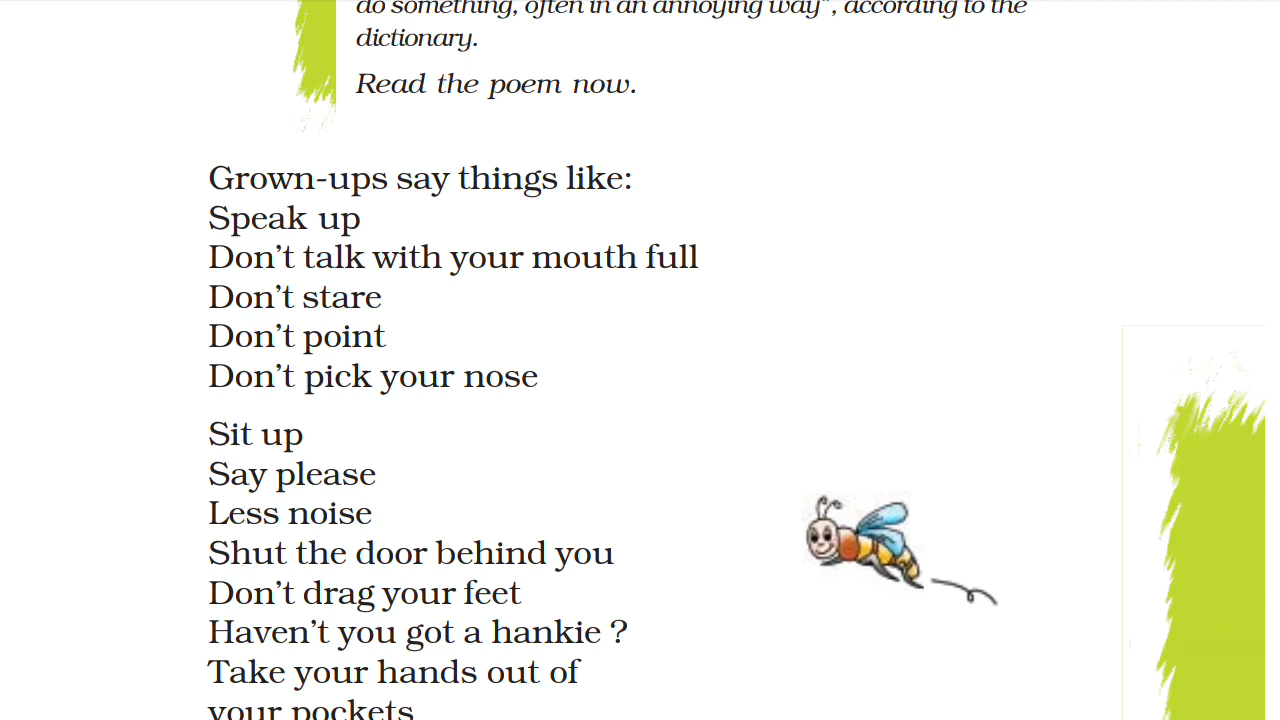 do something, often in an annoying way", according to the
dictionary.
Read the poem now.
Grown-ups say things like:
Speak up
Don't talk with your mouth full
Don't stare
Don't point
Don't pick your nose
Sit up
Say please
Less noise
Shut the door behind you
Don't drag your feet
Haven't you got a hankie ?
Take your hands out of
your pockets